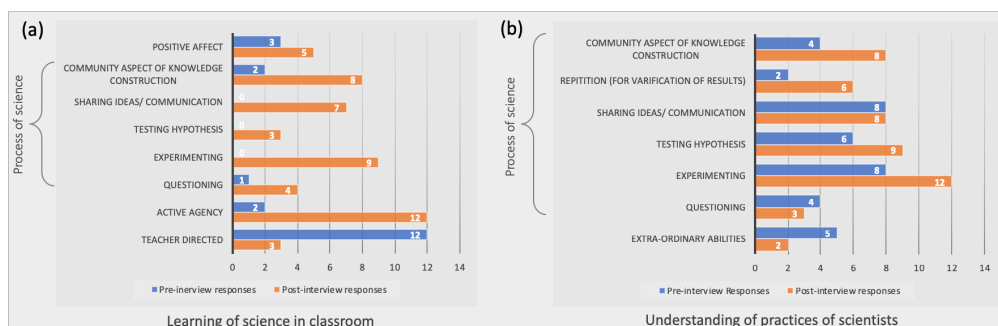 (a)
Process of science
POSITIVE AFFECT
3
5
COMMUNITY ASPECT OF KNOWLEDGE
CONSTRUCTION
2
8
SHARING IDEAS/ COMMUNICATION
0
7
TESTING HYPOTHESIS
0
3
EXPERIMENTING
0
9
QUESTIONING
1
4
ACTIVE AGENCY
2
12
TEACHER DIRECTED
12
3
0 2 4 6 8 10 12 14
Pre-inerview responses Post-interview responses
Learning of science in classroom
(b)
Process of science
COMMUNITY ASPECT OF KNOWLEDGE
CONSTRUCTION
4
8
REPITITION (FOR VARIFICATION OF RESULTS)
2
6
SHARING IDEAS/ COMMUNICATION
8
8
TESTING HYPOTHESIS
6
9
EXPERIMENTING
8
12
QUESTIONING
4
3
EXTRA-ORDINARY ABILITIES
5
2
0 2 4 6 8 10 12 14
Pre-interview Responses Post-interview responses
Understanding of practices of scientists